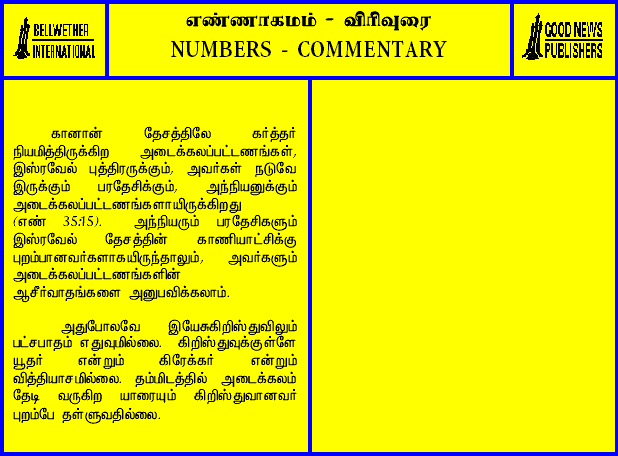 BELLWETHER
INTERNATIONAL
எண்ணாகமம் - விரிவுரை
NUMBERS - COMMENTARY
GOOD NEWS
PUBLISHERS
கானான் தேசத்திலே கர்த்தர்
நியமித்திருக்கிற அடைக்கலப்பட்டணங்கள்,
இஸ்ரவேல் புத்திரருக்கும், அவர்கள் நடுவே
இருக்கும் பரதேசிக்கும், அந்நியனுக்கும்
அடைக்கலப்பட்டணங்களாயிருக்கிறது
(எண் 35:15). அந்நியரும் பரதேசிகளும்
இஸ்ரவேல் தேசத்தின் காணியாட்சிக்கு
புறம்பானவர்களாகயிருந்தாலும், அவர்களும்
அடைக்கலப்பட்டணங்களின்
ஆசீர்வாதங்களை அனுபவிக்கலாம்.
அதுபோலவே இயேசுகிறிஸ்துவிலும்
பட்சபாதம் எதுவுமில்லை. கிறிஸ்துவுக்குள்ளே
யூதர் என்றும் கிரேக்கர் என்றும்
வித்தியாசமில்லை. தம்மிடத்தில் அடைக்கலம்
தேடி வருகிற யாரையும் கிறிஸ்துவானவர்
புறம்பே தள்ளுவதில்லை.